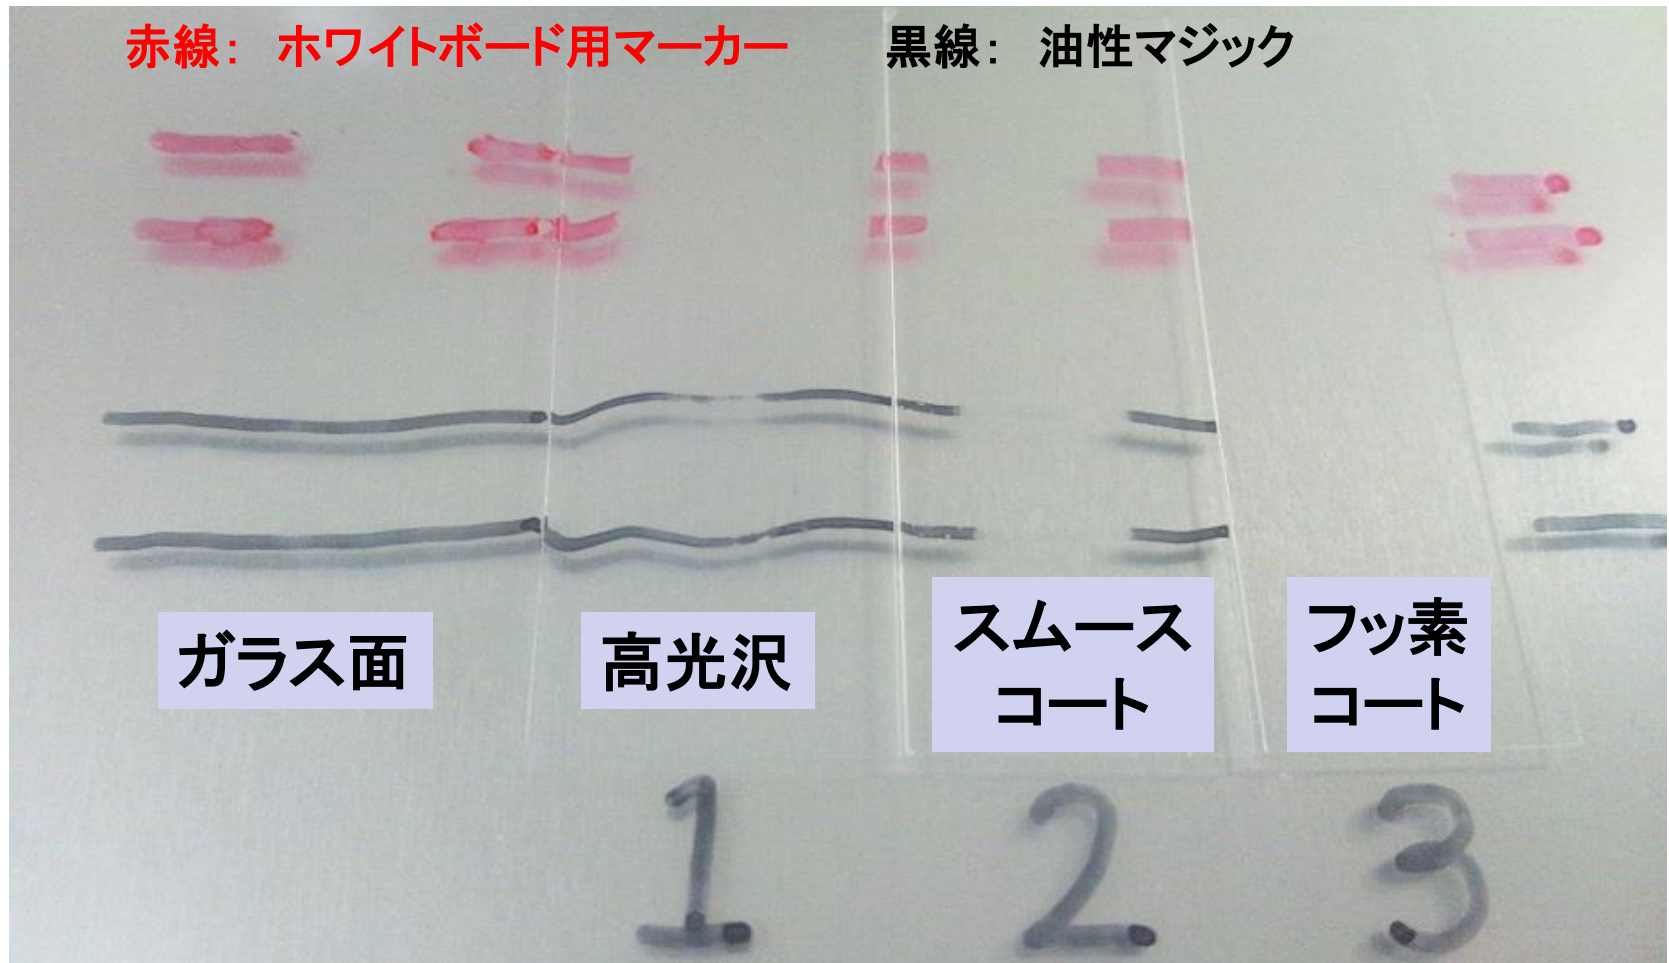 赤線： ホワイトボード用マーカー 黒線： 油性マジック
ガラス面
高光沢
スムース
コート
フッ素
コート
1 2 3